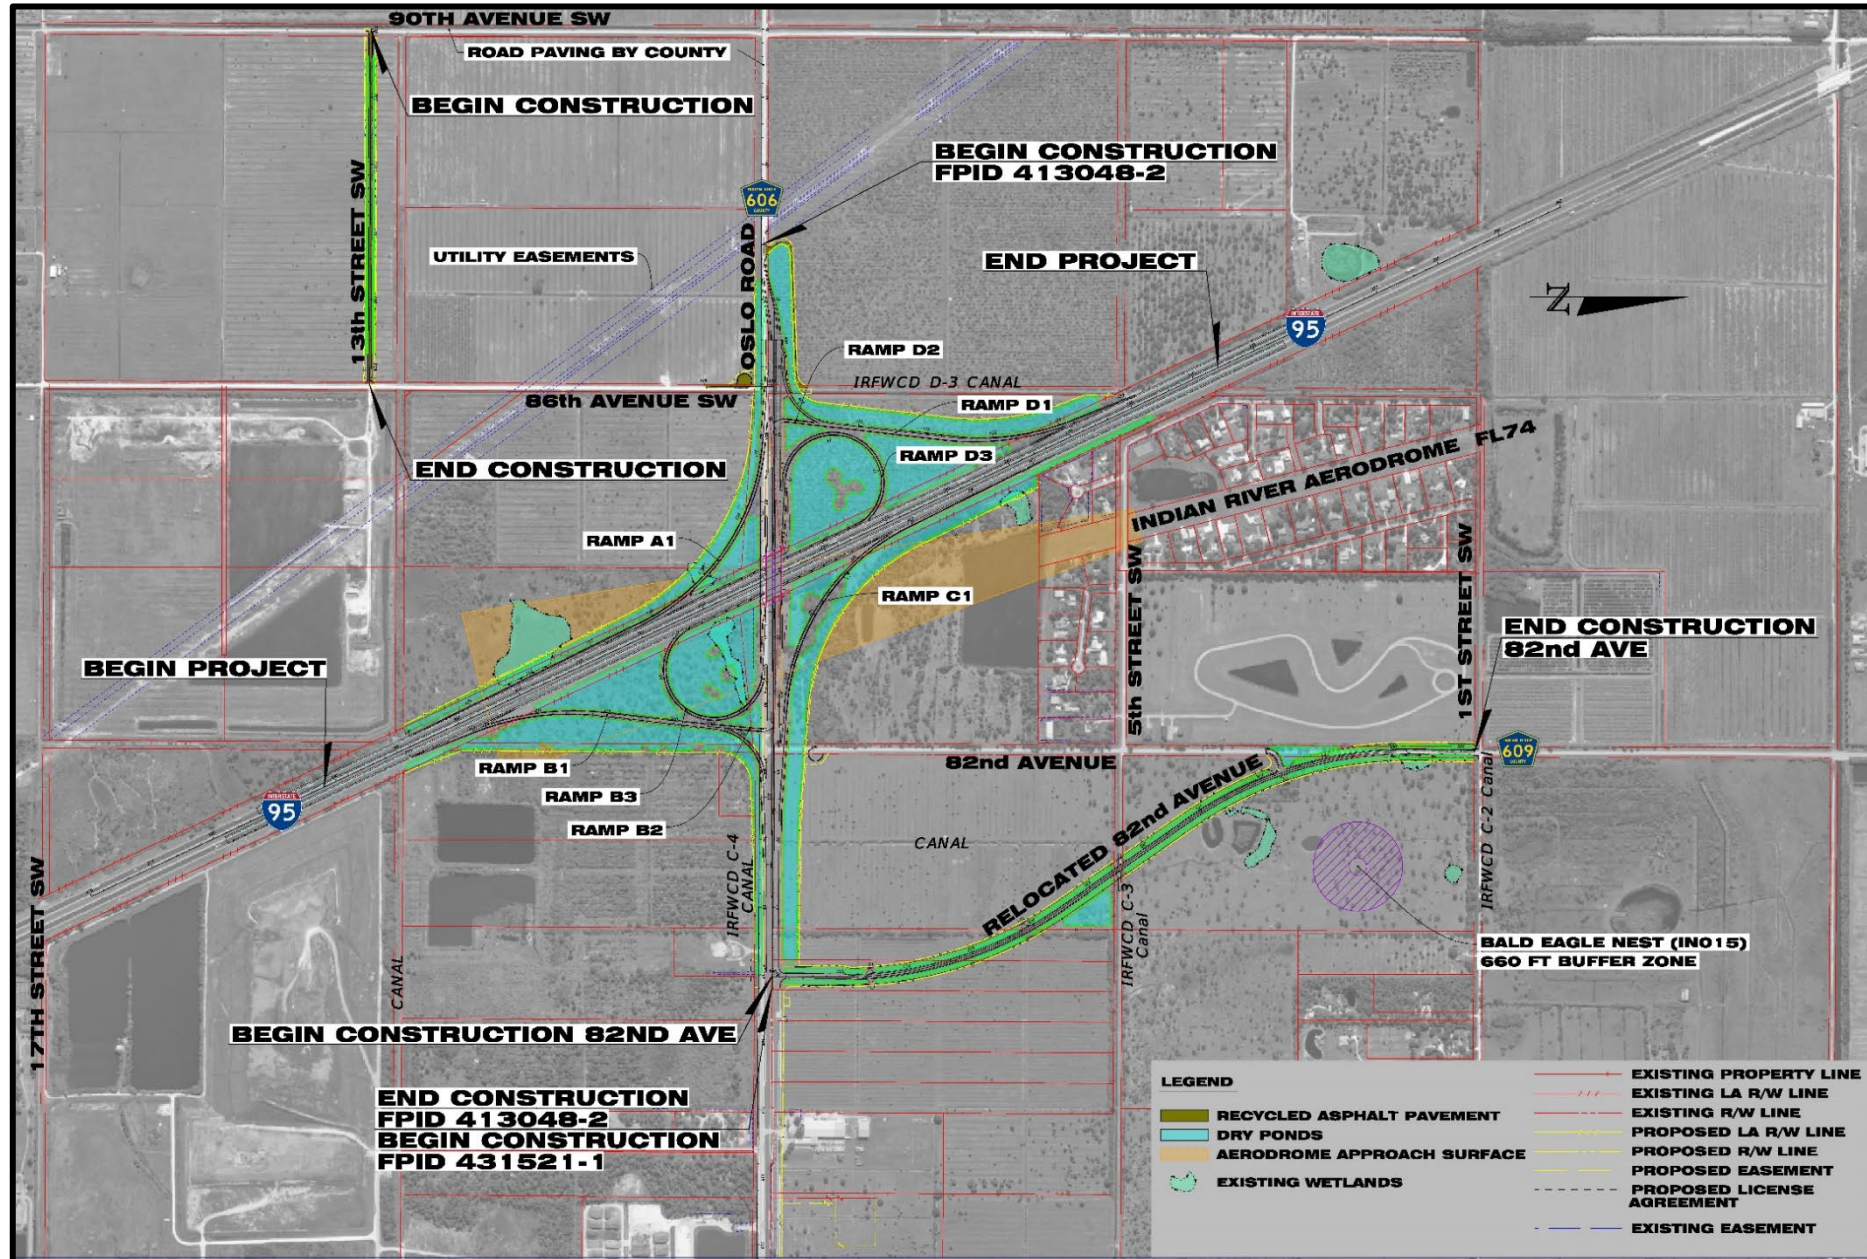 90TH AVENUE SW
ROAD PAVING BY COUNTY
BEGIN CONSTRUCTION
BEGIN CONSTRUCTION
FPID 413048-2
606
COUNTY
13th STREET SW
UTILITY EASEMENTS
OSLO ROAD
END PROJECT
N
INTERSTATE
95
RAMP D2
IRFWCD D-3 CANAL
86th AVENUE SW
RAMP D1
END CONSTRUCTION
RAMP D3
INDIAN RIVER AERODROME FL74
RAMP A1
RAMP C1
5th STREET SW
1ST STREET SW
END CONSTRUCTION
82nd AVE
BEGIN PROJECT
609
COUNTY
82nd AVENUE
RAMP B1
RAMP B3
RAMP B2
INTERSTATE
95
RELOCATED 82nd AVENUE
IRFWCD C-2 Canal
CANAL
IRFWCD C-4
CANAL
17TH STREET SW
CANAL
IRFWCD C-3
Canal
BALD EAGLE NEST (IN015)
660 FT BUFFER ZONE
BEGIN CONSTRUCTION 82ND AVE
END CONSTRUCTION
FPID 413048-2
BEGIN CONSTRUCTION
FPID 431521-1
LEGEND
RECYCLED ASPHALT PAVEMENT
DRY PONDS
AERODROME APPROACH SURFACE
EXISTING WETLANDS
EXISTING PROPERTY LINE
EXISTING LA R/W LINE
EXISTING R/W LINE
PROPOSED LA R/W LINE
PROPOSED R/W LINE
PROPOSED EASEMENT
PROPOSED LICENSE
AGREEMENT
EXISTING EASEMENT